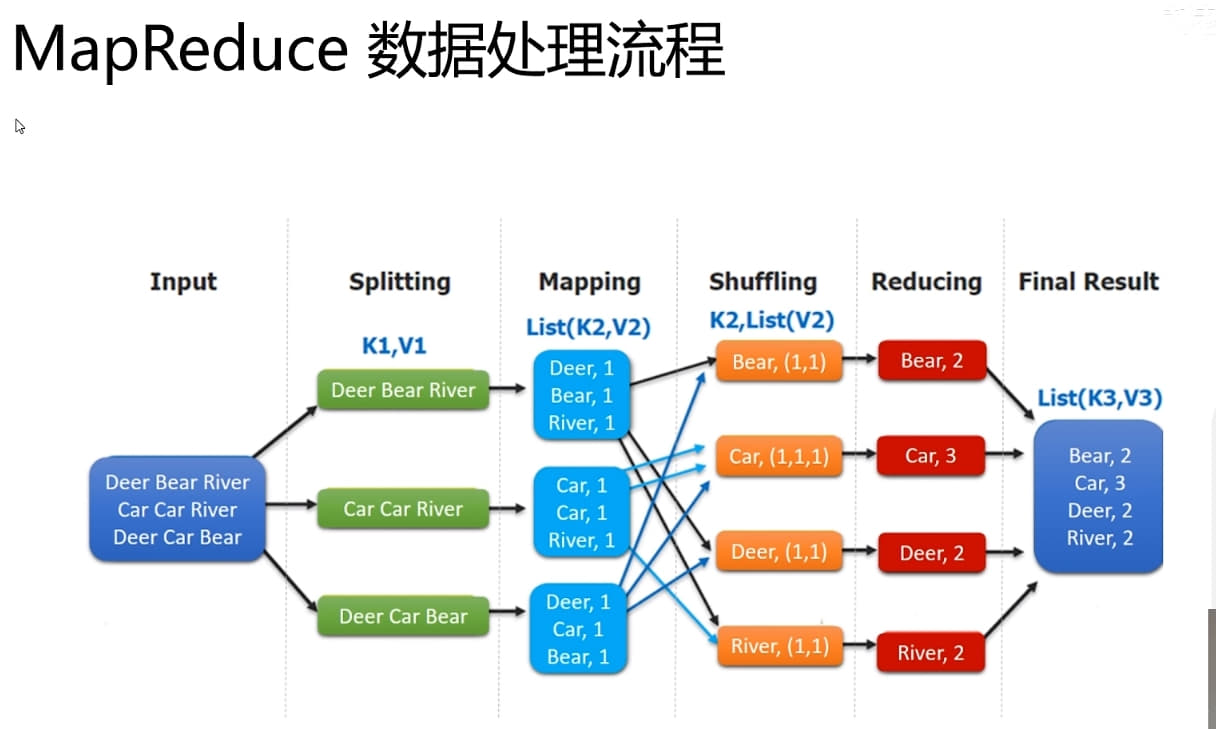 MapReduce 数据处理流程
Input
Splitting
Mapping
Shuffling
Reducing
Final Result
K1,V1
List(K2,V2)
K2,List(V2)
List(K3,V3)
Deer Bear River
Car Car River
Deer Car Bear
Deer Bear River
Car Car River
Deer Car Bear
Deer, 1
Bear, 1
River, 1
Car, 1
Car, 1
River, 1
Deer, 1
Car, 1
Bear, 1
Bear, (1,1)
Car, (1,1,1)
Deer, (1,1)
River, (1,1)
Bear, 2
Car, 3
Deer, 2
River, 2
Bear, 2
Car, 3
Deer, 2
River, 2